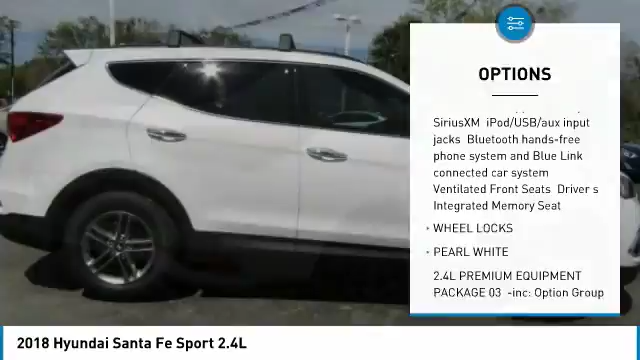 OPTIONS
SiriusXM iPod/USB/aux input
jacks Bluetooth hands-free
phone system and Blue Link
connected car system
Ventilated Front Seats Driver s
Integrated Memory Seat
WHEEL LOCKS
PEARL WHITE
2.4L PREMIUM EQUIPMENT
PACKAGE 03 -inc: Option Group
2018 Hyundai Santa Fe Sport 2.4L